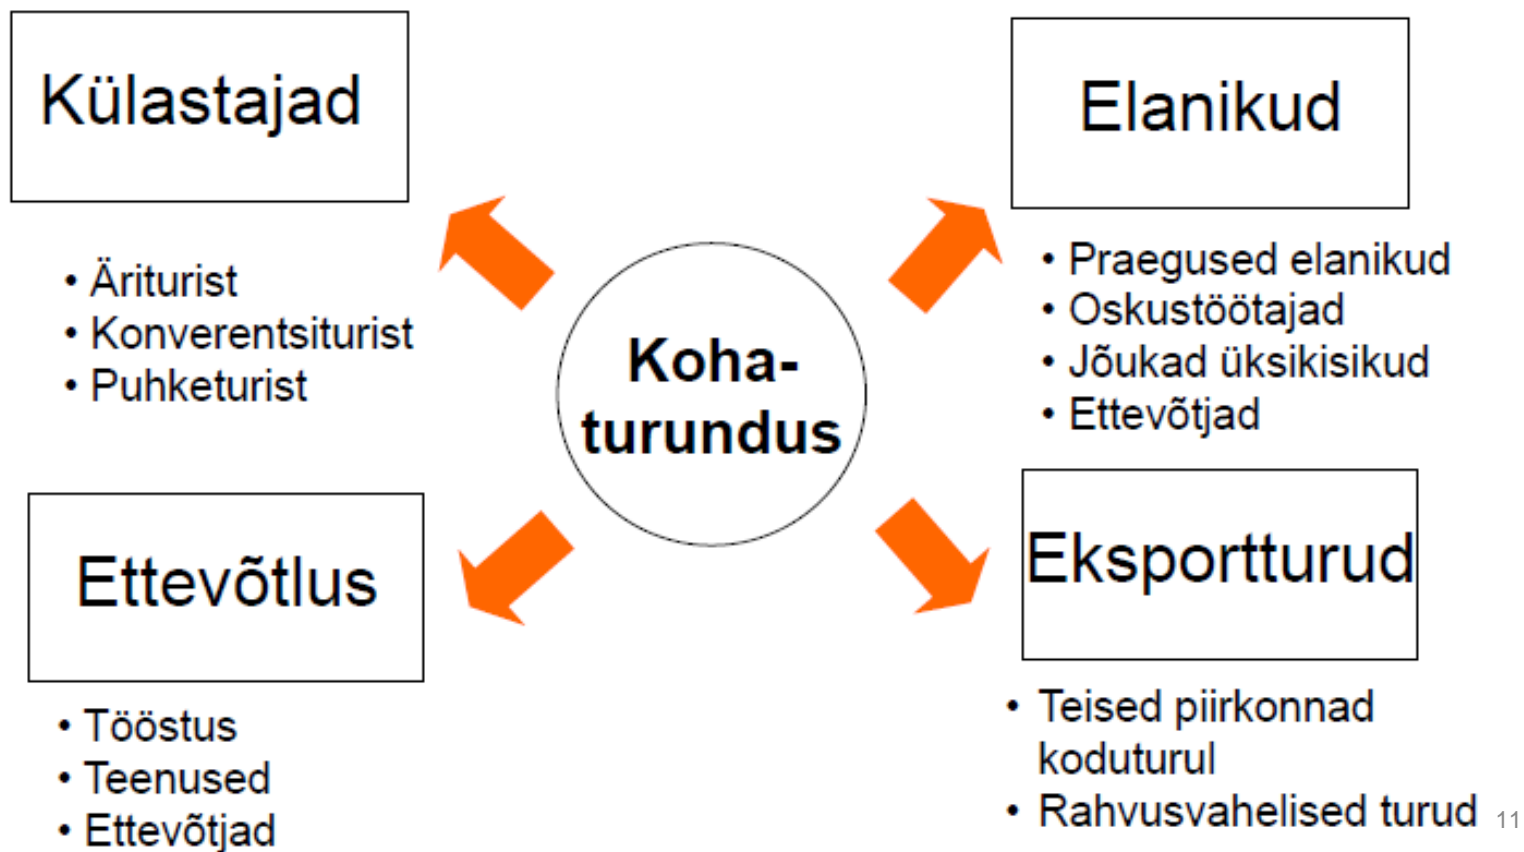 Külastajad
• Äriturist
• Konverentsiturist
• Puhketurist
Elanikud
• Praegused elanikud
• Oskustöötajad
• Jõukad üksikisikud
• Ettevõtjad
Koha-
turundus
Ettevõtlus
• Tööstus
• Teenused
• Ettevõtjad
Eksportturud
• Teised piirkonnad
koduturul
• Rahvusvahelised turud
11